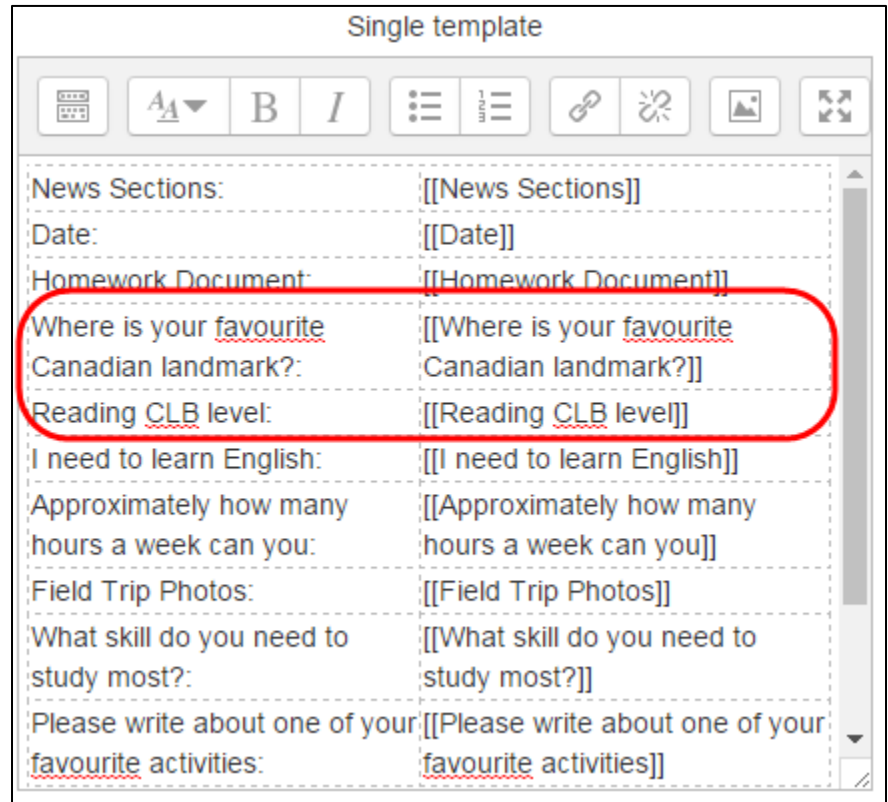 Single template
AA B I
News Sections: [[News Sections]]
Date: [[Date]]
Homework Document: [[Homework Document]]
Where is your favourite [[Where is your favourite
Canadian landmark?: Canadian landmark?]]
Reading CLB level: [[Reading CLB level]]
I need to learn English: [[I need to learn English]]
Approximately how many [[Approximately how many
hours a week can you: hours a week can you]]
Field Trip Photos: [[Field Trip Photos]]
What skill do you need to [[What skill do you need to
study most?: study most?]]
Please write about one of your [[Please write about one of your
favourite activities: favourite activities]]